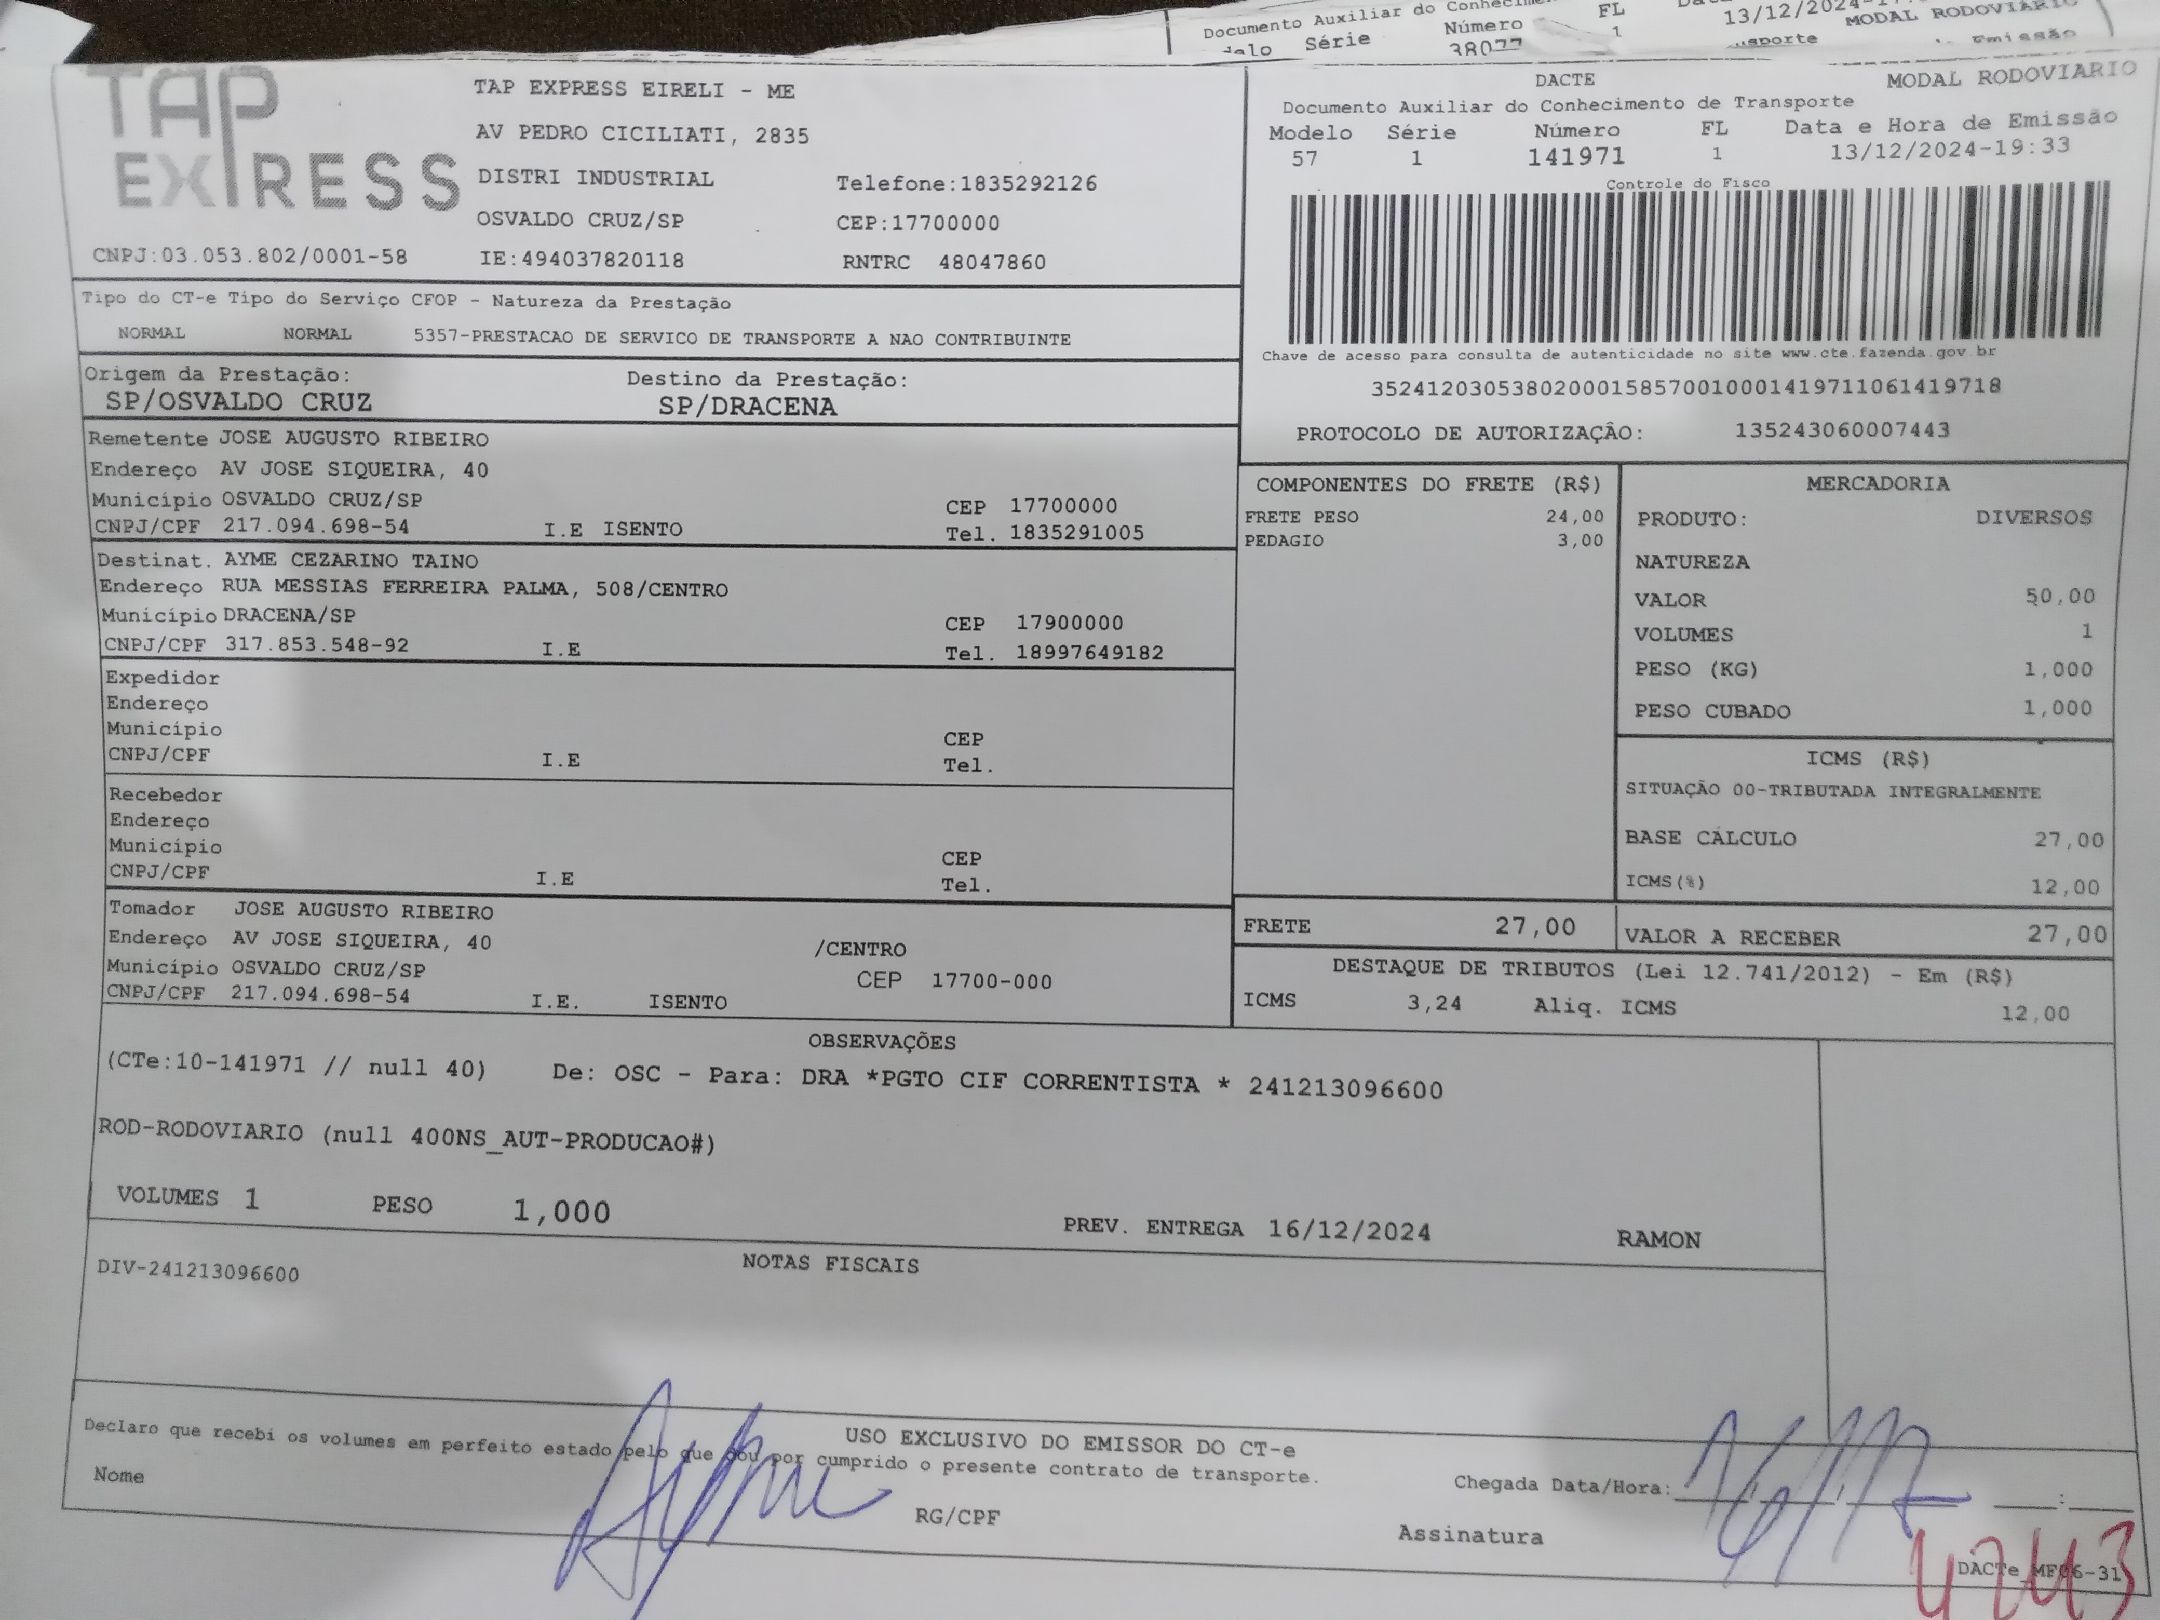 Documento Auxiliar do
Número
FL
13/12/2024
MODAL RODOVIARIO
Série
1
TAP EXPRESS
TAP EXPRESS EIRELI - ME
AV PEDRO CICILIATI, 2835
DISTRI INDUSTRIAL Telefone:1835292126
OSVALDO CRUZ/SP CEP:17700000
CNPJ:03.053.802/0001-58 IE:494037820118 RNTRC 48047860
DACTE MODAL RODOVIARIO
Documento Auxiliar do Conhecimento de Transporte
Modelo Série Número FL Data e Hora de Emissão
57 1 141971 1 13/12/2024-19:33
Controle do Fisco
Chave de acesso para consulta de autenticidade no site www.cte.fazenda.gov.br
35241203053802000158570010001419711061419718
PROTOCOLO DE AUTORIZAÇÂO: 135243060007443
Tipo do CT-e Tipo do Serviço CFOP - Natureza da Prestação
NORMAL NORMAL 5357-PRESTACAO DE SERVICO DE TRANSPORTE A NAO CONTRIBUINTE
Origem da Prestação: Destino da Prestação:
SP/OSVALDO CRUZ SP/DRACENA
Remetente JOSE AUGUSTO RIBEIRO
Endereço AV JOSE SIQUEIRA, 40
Município OSVALDO CRUZ/SP CEP 17700000
CNPJ/CPF 217.094.698-54 I.E ISENTO Tel. 1835291005
Destinat. AYME CEZARINO TAINO
Endereço RUA MESSIAS FERREIRA PALMA, 508/CENTRO
Município DRACENA/SP CEP 17900000
CNPJ/CPF 317.853.548-92 I.E Tel. 18997649182
Expedidor
Endereço
Município CEP
CNPJ/CPF I.E Tel.
Recebedor
Endereço
Município CEP
CNPJ/CPF I.E Tel.
Tomador JOSE AUGUSTO RIBEIRO
Endereço AV JOSE SIQUEIRA, 40 /CENTRO
Município OSVALDO CRUZ/SP CEP 17700-000
CNPJ/CPF 217.094.698-54 I.E. ISENTO
COMPONENTES DO FRETE (R$)
FRETE PESO 24,00
PEDAGIO 3,00
MERCADORIA
PRODUTO: DIVERSOS
NATUREZA
VALOR 50,00
VOLUMES 1
PESO (KG) 1,000
PESO CUBADO 1,000
ICMS (R$)
SITUAÇÃO 00-TRIBUTADA INTEGRALMENTE
BASE CÁLCULO 27,00
ICMS(%) 12,00
FRETE 27,00 VALOR A RECEBER 27,00
DESTAQUE DE TRIBUTOS (Lei 12.741/2012) - Em (R$)
ICMS 3,24 Aliq. ICMS 12,00
OBSERVAÇÕES
(CTe:10-141971 // null 40) De: OSC - Para: DRA *PGTO CIF CORRENTISTA * 241213096600
ROD-RODOVIARIO (null 400NS_AUT-PRODUCAO#)
VOLUMES 1 PESO 1,000 PREV. ENTREGA 16/12/2024 RAMON
NOTAS FISCAIS
DIV-241213096600
USO EXCLUSIVO DO EMISSOR DO CT-e
Declaro que recebi os volumes em perfeito estado pelo que dou por cumprido o presente contrato de transporte.
Nome Ayme RG/CPF
Chegada Data/Hora: 16/12 :
Assinatura
DACTe_MF06-31
4243